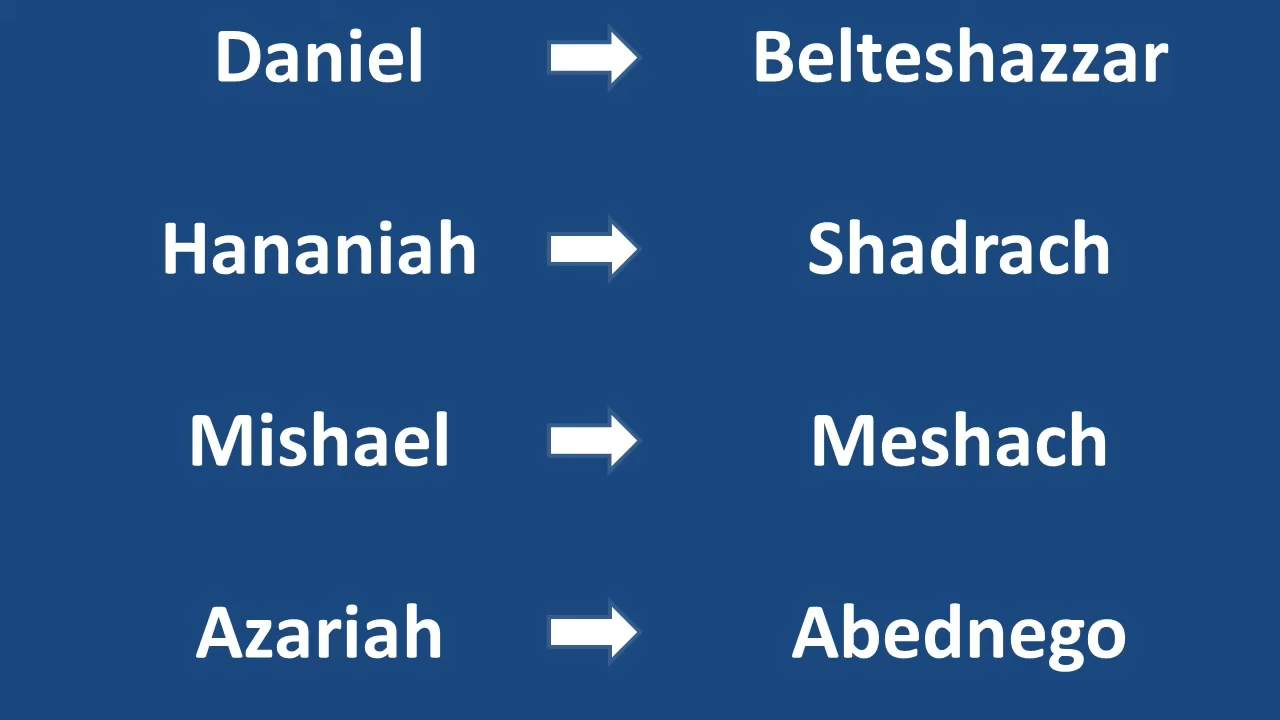 Daniel ➡ Belteshazzar
Hananiah ➡ Shadrach
Mishael ➡ Meshach
Azariah ➡ Abednego